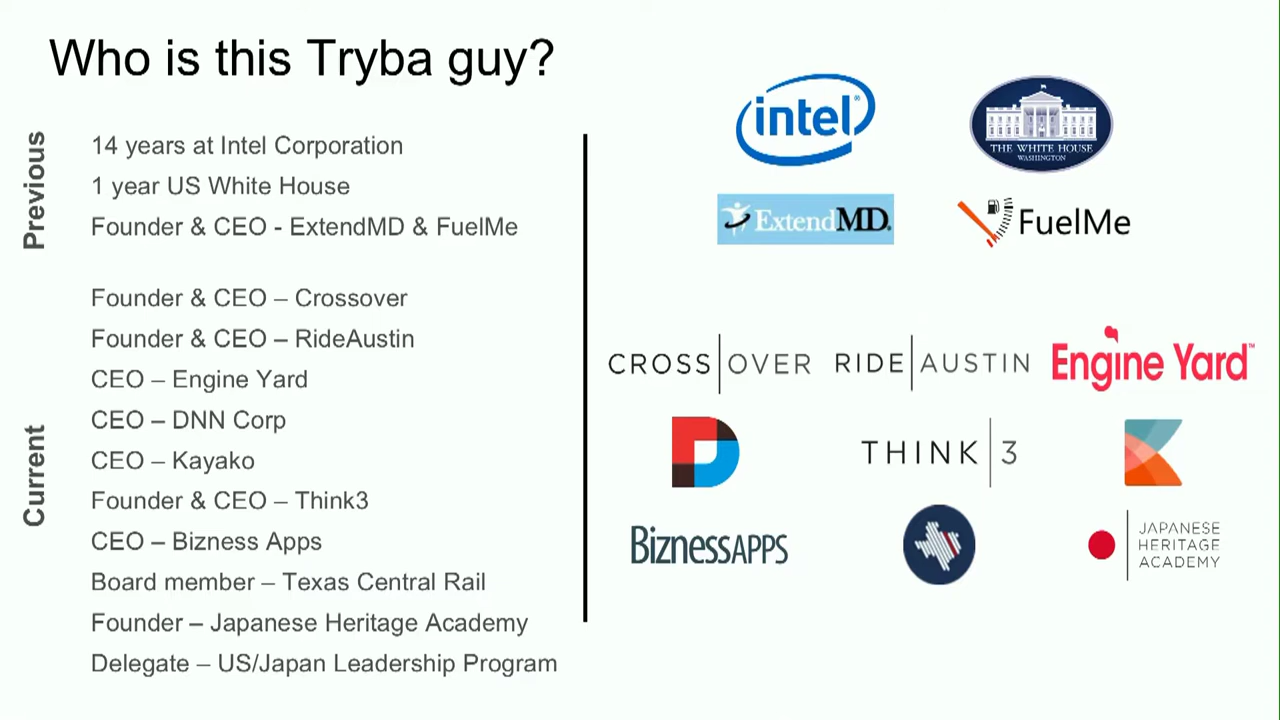 Who is this Tryba guy?
Previous
14 years at Intel Corporation
1 year US White House
Founder & CEO - ExtendMD & FuelMe
Current
Founder & CEO – Crossover
Founder & CEO – RideAustin
CEO – Engine Yard
CEO – DNN Corp
CEO – Kayako
Founder & CEO – Think3
CEO – Bizness Apps
Board member – Texas Central Rail
Founder – Japanese Heritage Academy
Delegate – US/Japan Leadership Program
intel®
THE WHITE HOUSE
WASHINGTON
ExtendMD.
FuelMe
CROSS|OVER
RIDE|AUSTIN
Engine Yard™
THINK|3
BIZNESSAPPS
JAPANESE
HERITAGE
ACADEMY